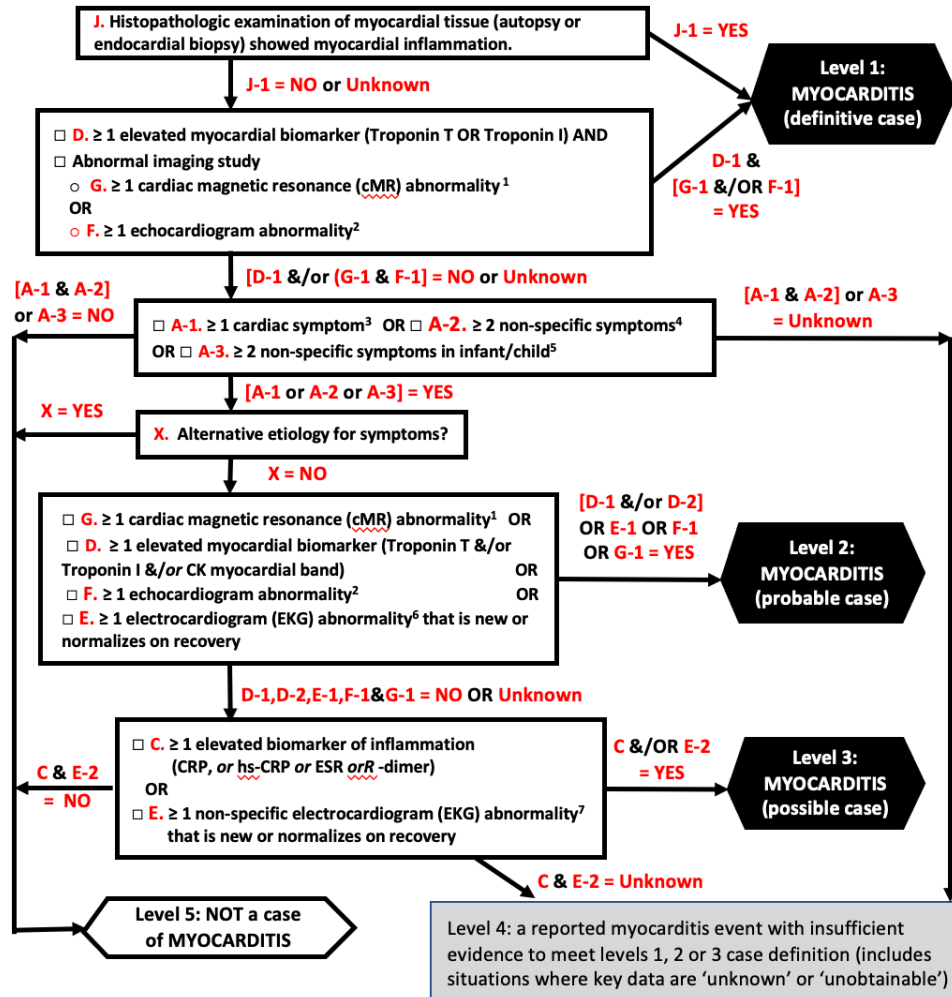 J. Histopathologic examination of myocardial tissue (autopsy or
endocardial biopsy) showed myocardial inflammation.
J-1 = YES
Level 1:
MYOCARDITIS
(definitive case)
J-1 = NO or Unknown
□ D. ≥ 1 elevated myocardial biomarker (Troponin T OR Troponin I) AND
□ Abnormal imaging study
○ G. ≥ 1 cardiac magnetic resonance (cMR) abnormality¹
OR
○ F. ≥ 1 echocardiogram abnormality²
D-1 &
[G-1 &/OR F-1]
= YES
[D-1 &/or (G-1 & F-1] = NO or Unknown
[A-1 & A-2]
or A-3 = NO
□ A-1. ≥ 1 cardiac symptom³ OR □ A-2. ≥ 2 non-specific symptoms⁴
OR □ A-3. ≥ 2 non-specific symptoms in infant/child⁵
[A-1 & A-2] or A-3
= Unknown
[A-1 or A-2 or A-3] = YES
X = YES
X. Alternative etiology for symptoms?
X = NO
□ G. ≥ 1 cardiac magnetic resonance (cMR) abnormality¹ OR
□ D. ≥ 1 elevated myocardial biomarker (Troponin T &/or
Troponin I &/or CK myocardial band) OR
□ F. ≥ 1 echocardiogram abnormality² OR
□ E. ≥ 1 electrocardiogram (EKG) abnormality⁶ that is new or
normalizes on recovery
[D-1 &/or D-2]
OR E-1 OR F-1
OR G-1 = YES
Level 2:
MYOCARDITIS
(probable case)
D-1,D-2,E-1,F-1&G-1 = NO OR Unknown
□ C. ≥ 1 elevated biomarker of inflammation
(CRP, or hs-CRP or ESR orR -dimer)
OR
□ E. ≥ 1 non-specific electrocardiogram (EKG) abnormality⁷
that is new or normalizes on recovery
C & E-2
= NO
C &/OR E-2
= YES
Level 3:
MYOCARDITIS
(possible case)
C & E-2 = Unknown
Level 5: NOT a case
of MYOCARDITIS
Level 4: a reported myocarditis event with insufficient
evidence to meet levels 1, 2 or 3 case definition (includes
situations where key data are ‘unknown’ or ‘unobtainable’)